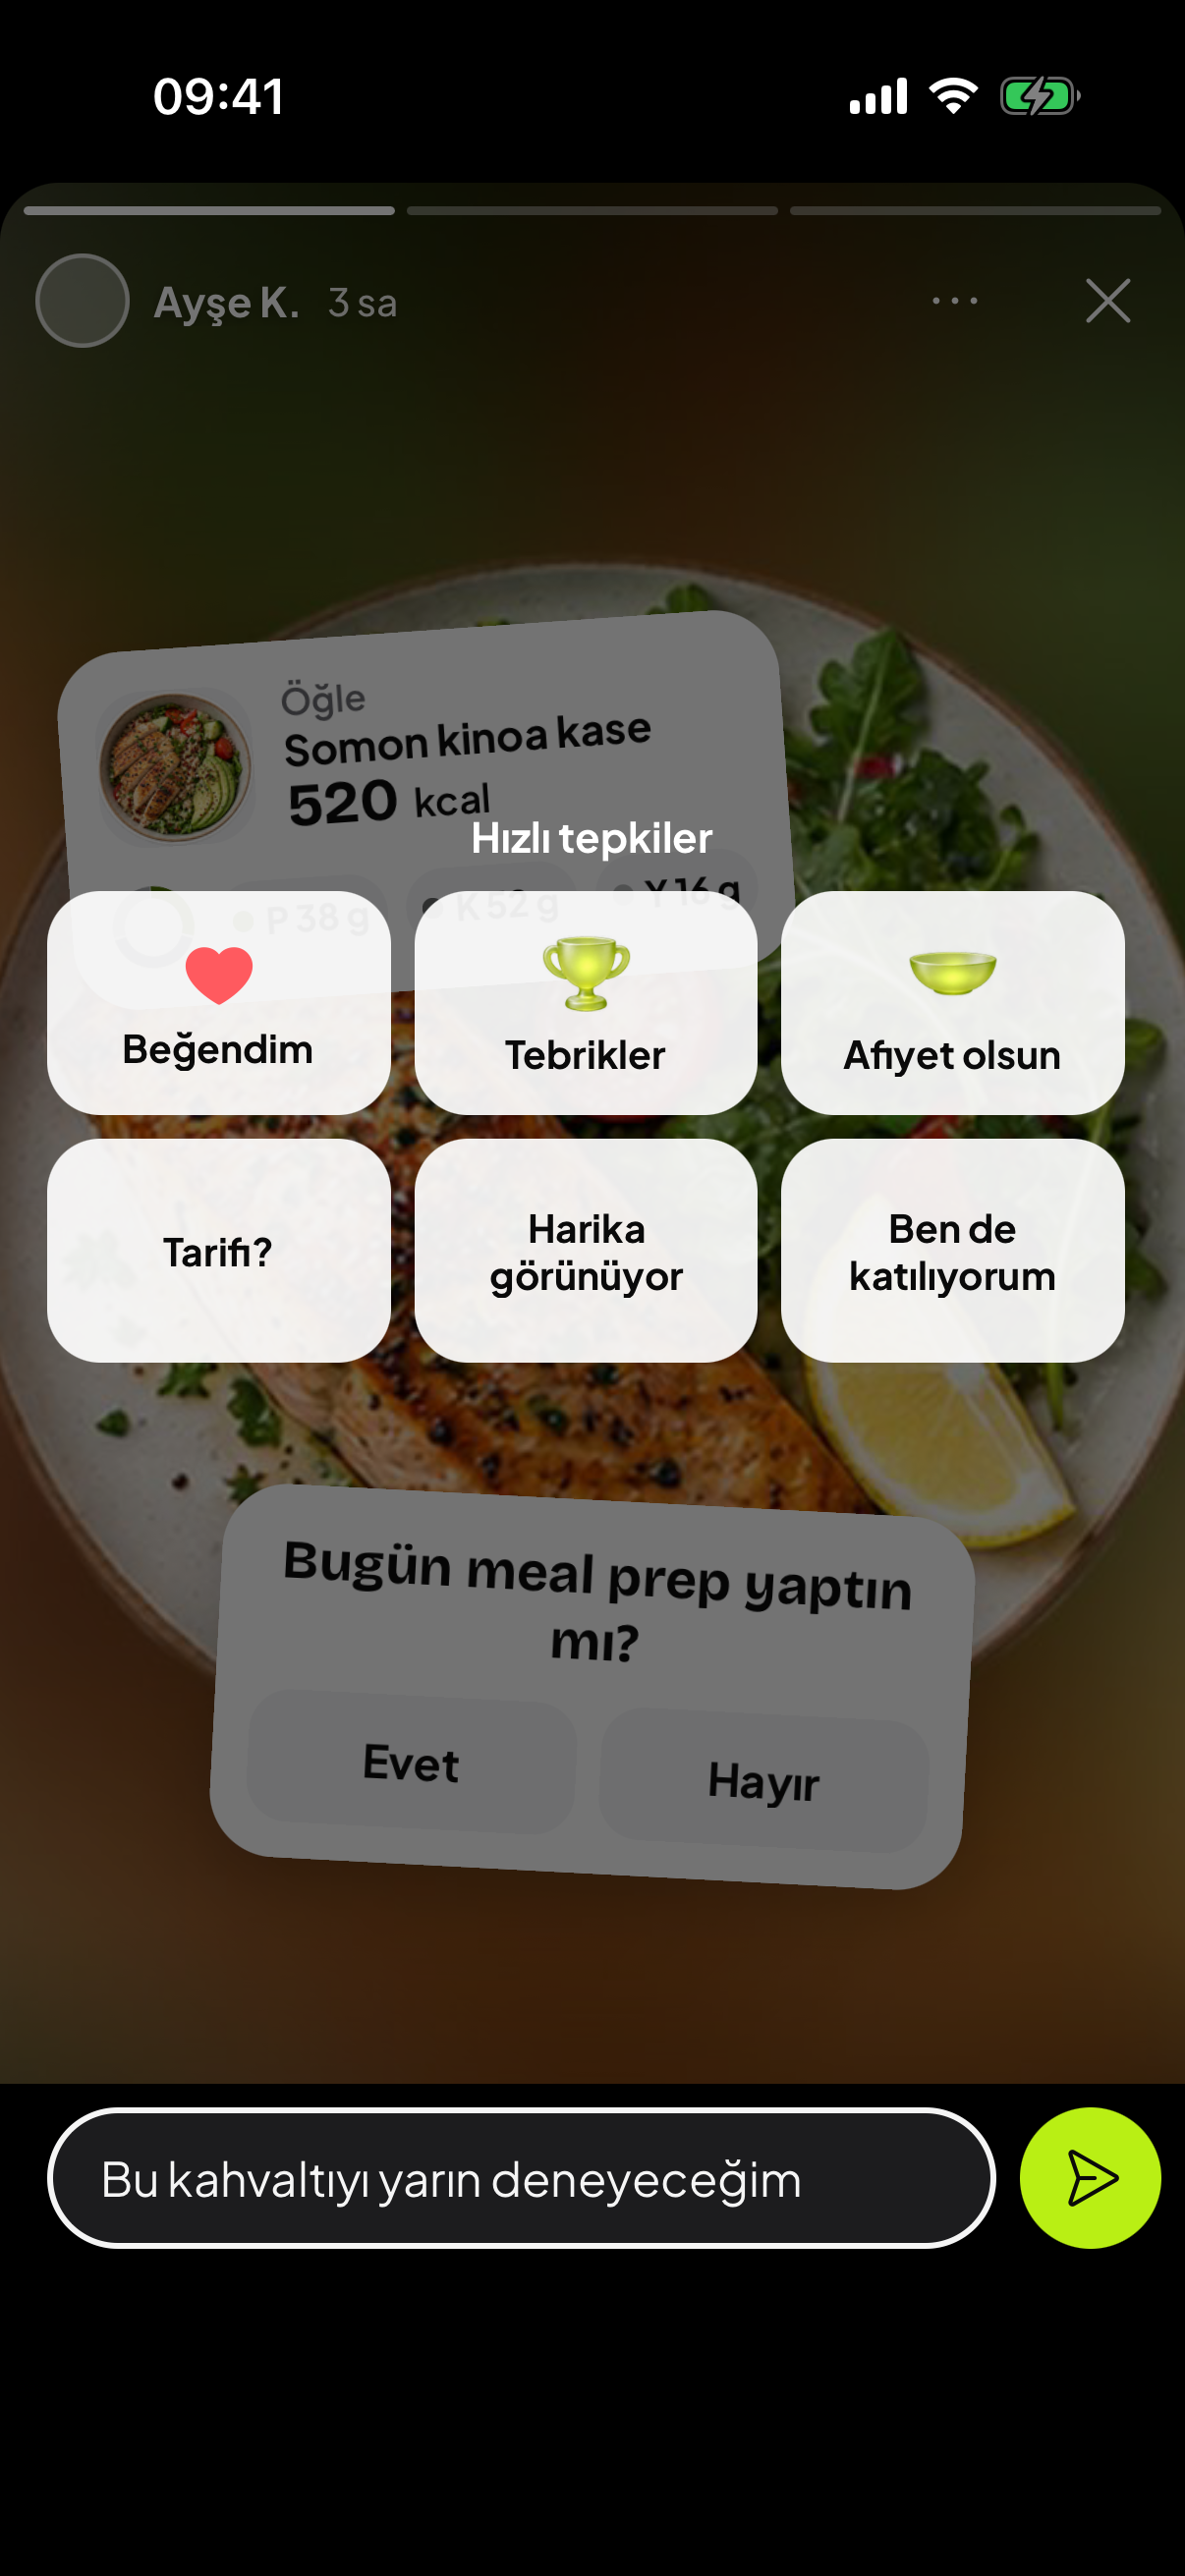 09:41
Ayşe K. 3 sa
Öğle
Somon kinoa kase
520 kcal
Hızlı tepkiler
P 38 g K 52 g Y 16 g
Beğendim
Tebrikler
Afiyet olsun
Tarifi?
Harika
görünüyor
Ben de
katılıyorum
Bugün meal prep yaptın
mı?
Evet
Hayır
Bu kahvaltıyı yarın deneyeceğim